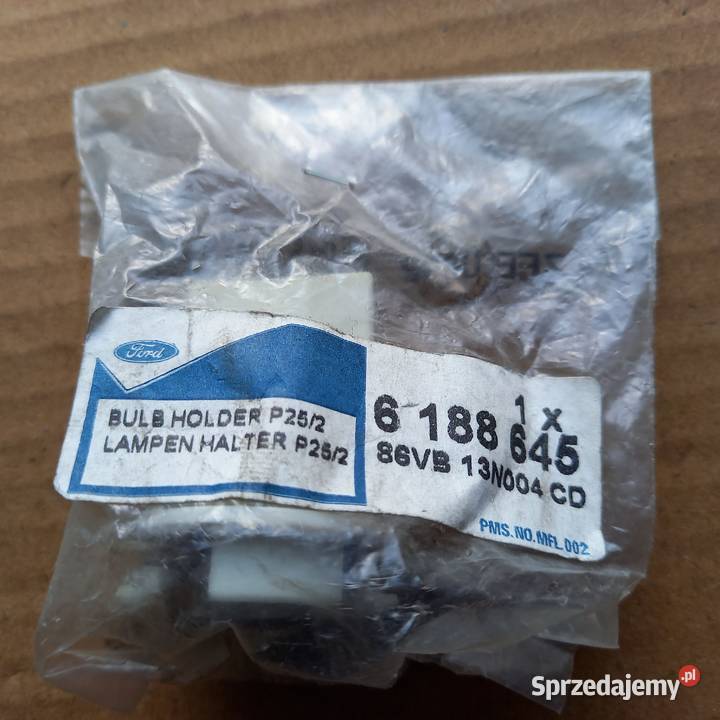 Ford
BULB HOLDER P25/2
LAMPEN HALTER P25/2
1 x
6 188 645
86VB 13N004 CD
PMS.NO.MFL 002
Sprzedajemy.pl